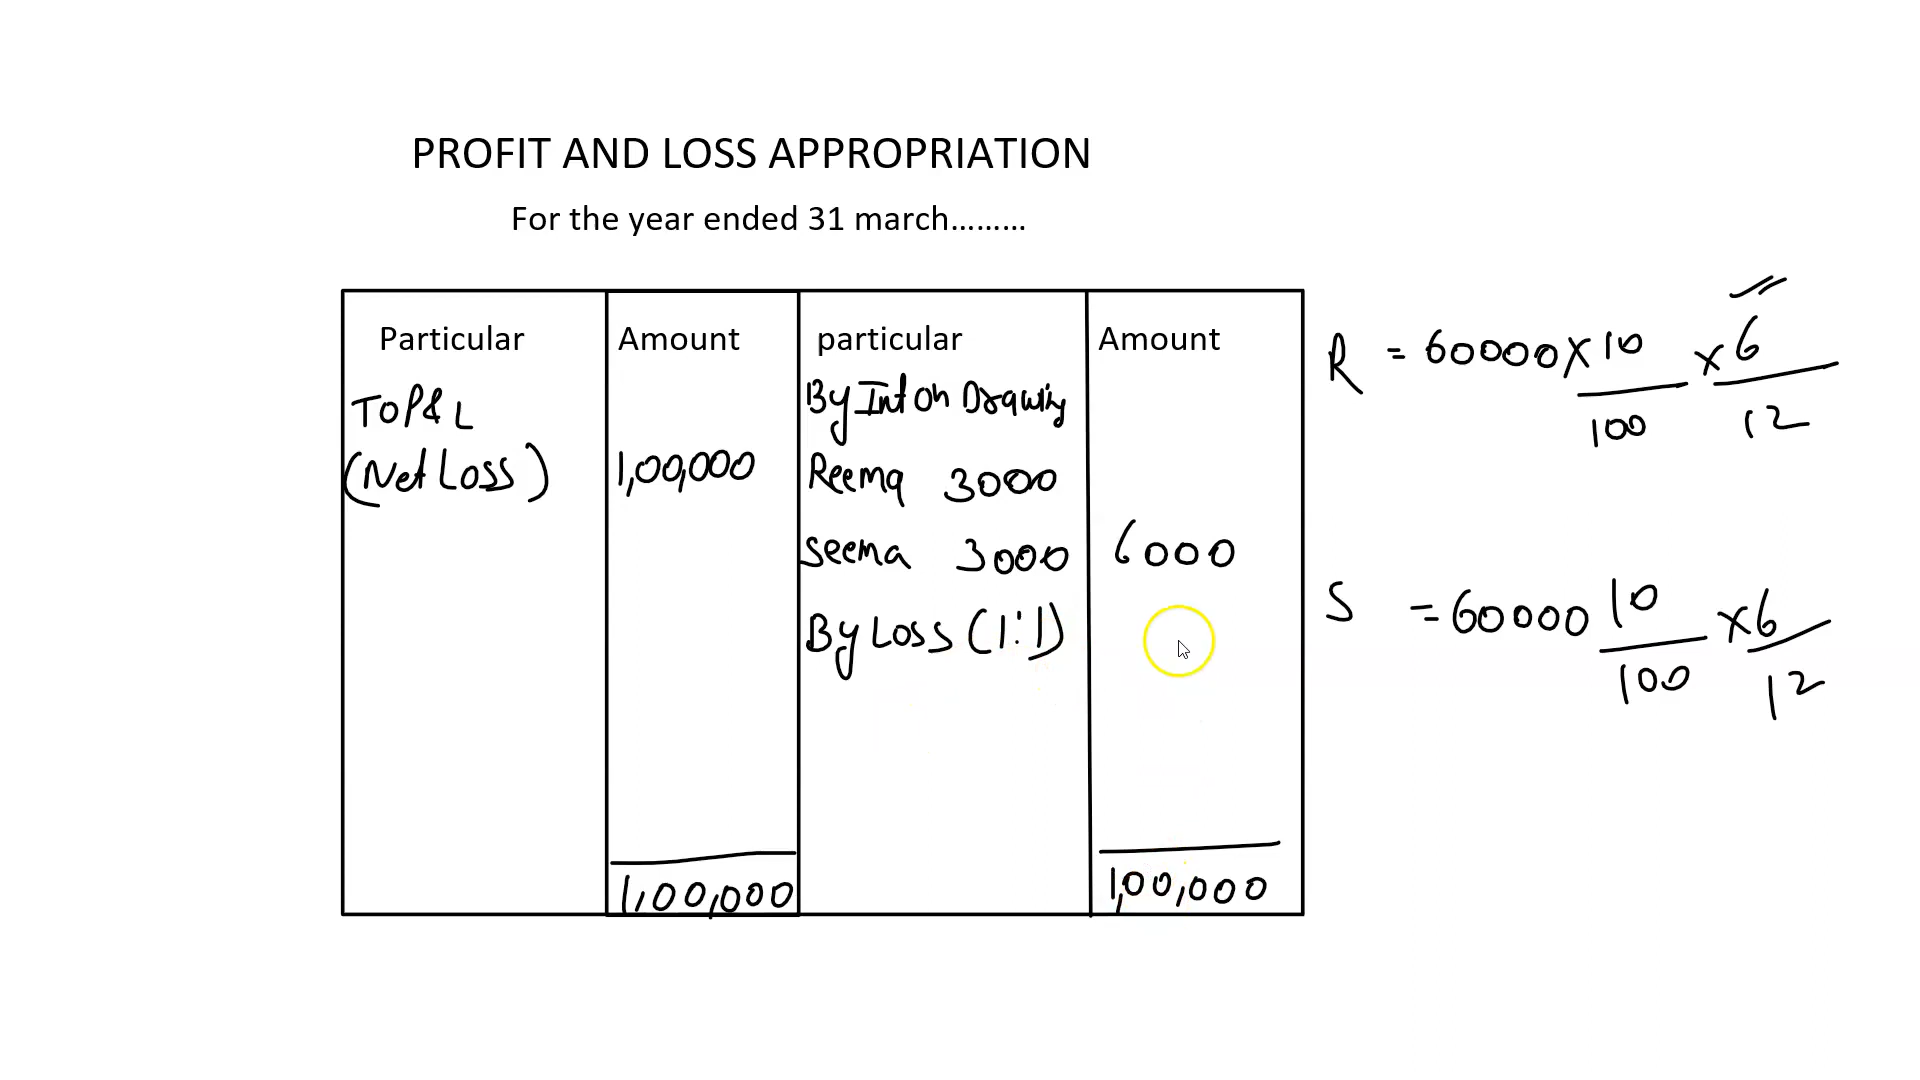 PROFIT AND LOSS APPROPRIATION
For the year ended 31 march.........
Particular Amount particular Amount
TO P & L By Int on Drawing
(Net Loss) 1,00,000 Reema 3000
Seema 3000 6000
By Loss (1:1)
1,00,000 1,00,000
R = 60000 X 10 x 6
100 12
S = 60000 10 x 6
100 12